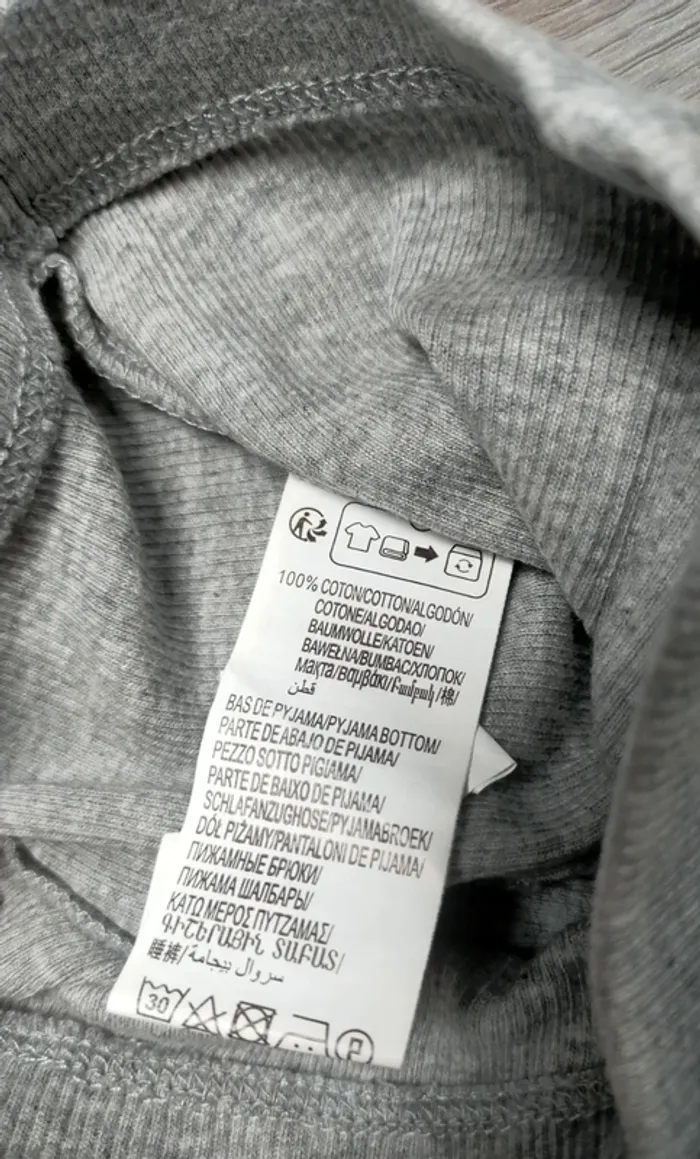 100% COTON/COTTON/ALGODÓN/
COTONE/ALGODAO/
BAUMWOLLE/KATOEN/
BAWEŁNA/BUMBAC/ХЛОПОК/
Мақта/Βαμβάκι/Բամբակ/棉/
قطن
BAS DE PYJAMA/PYJAMA BOTTOM/
PARTE DE ABAJO DE PIJAMA/
PEZZO SOTTO PIGIAMA/
PARTE DE BAIXO DE PIJAMA/
SCHLAFANZUGHOSE/PYJAMABROEK/
DÓŁ PIŻAMY/PANTALONI DE PIJAMA/
ПИЖАМНЫЕ БРЮКИ/
ПИЖАМА ШАЛБАРЫ/
ΚΑΤΩ ΜΕΡΟΣ ΠΥΤΖΑΜΑΣ/
ԳԻՇԵՐԱՅԻՆ ՏԱԲԱՏ/
睡裤/سروال بيجامة/
30 P